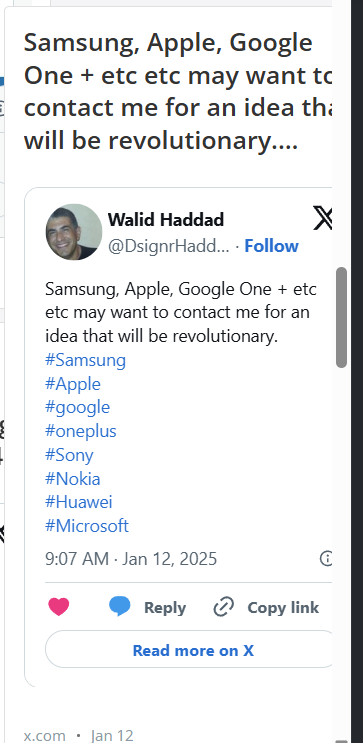 Samsung, Apple, Google
One + etc etc may want to
contact me for an idea tha
will be revolutionary....
Walid Haddad
@DsignrHadd... · Follow
Samsung, Apple, Google One + etc
etc may want to contact me for an
idea that will be revolutionary.
#Samsung
#Apple
#google
#oneplus
#Sony
#Nokia
#Huawei
#Microsoft
9:07 AM · Jan 12, 2025
Reply
Copy link
Read more on X
x.com • Jan 12